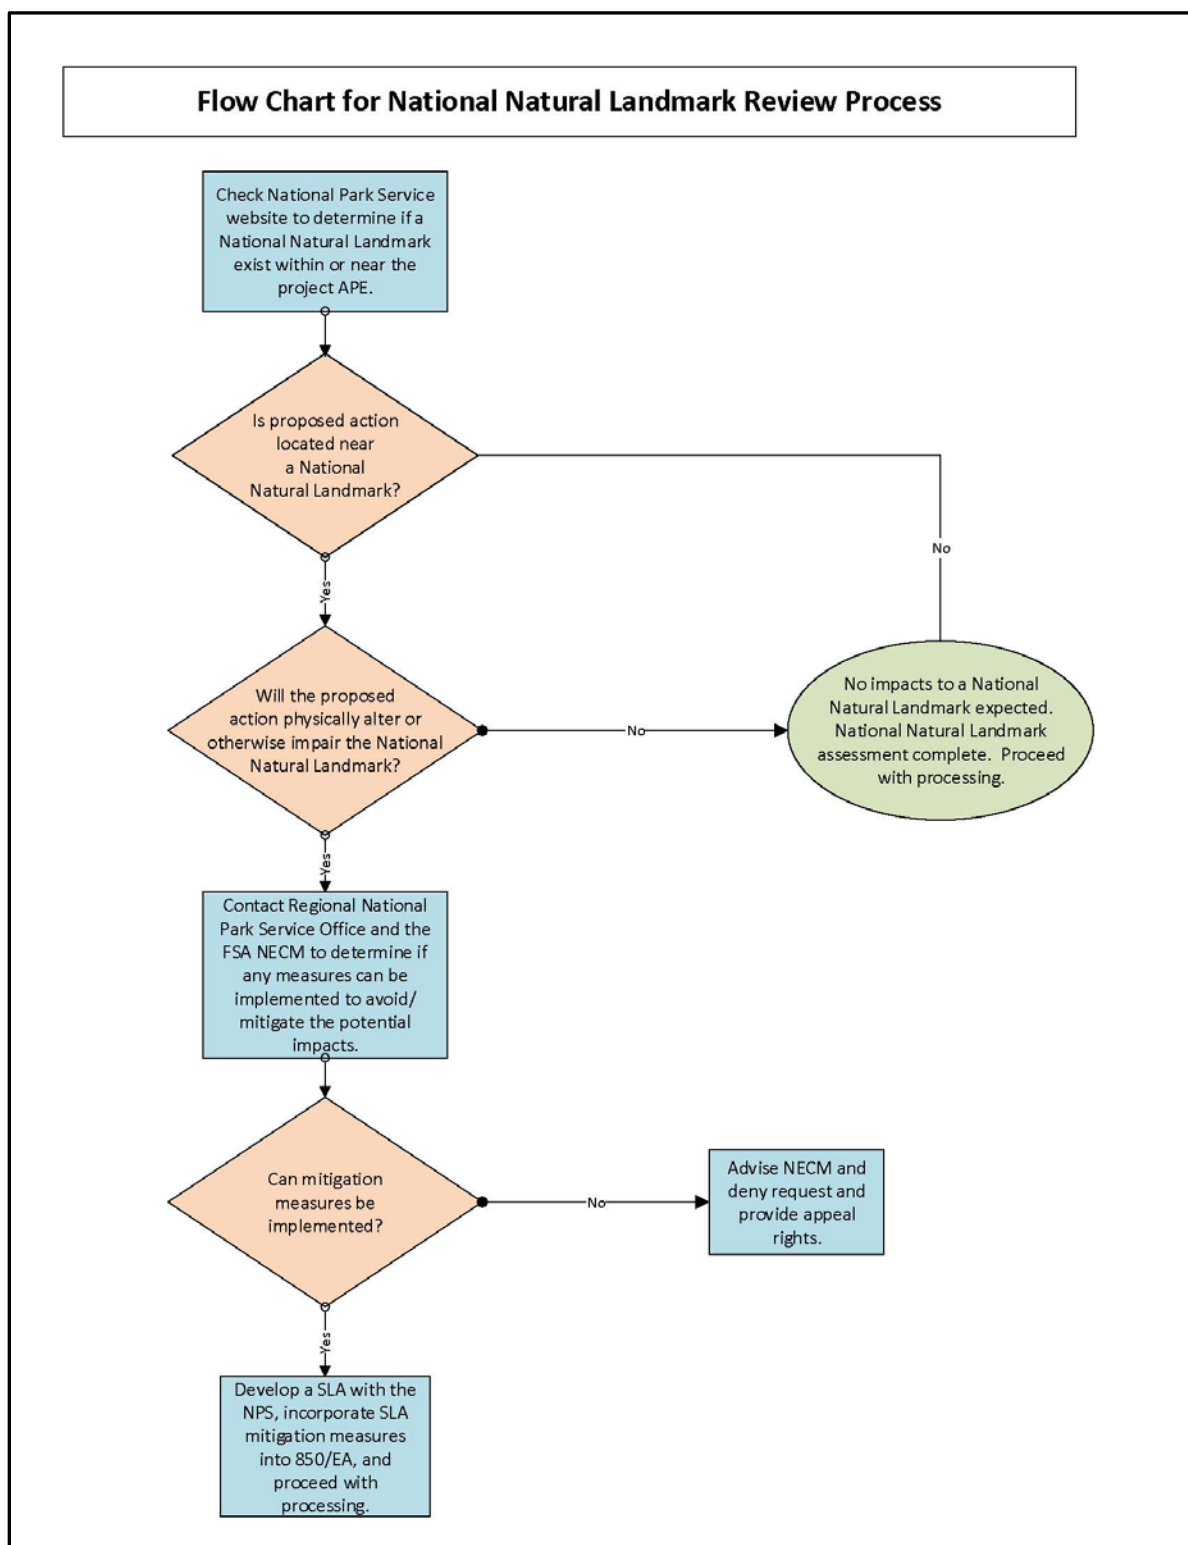 Flow Chart for National Natural Landmark Review Process
Check National Park Service
website to determine if a
National Natural Landmark
exist within or near the
project APE.
Is proposed action
located near
a National
Natural Landmark?
No
Yes
Will the proposed
action physically alter or
otherwise impair the National
Natural Landmark?
No
No impacts to a National
Natural Landmark expected.
National Natural Landmark
assessment complete.  Proceed
with processing.
Yes
Contact Regional National
Park Service Office and the
FSA NECM to determine if
any measures can be
implemented to avoid/
mitigate the potential
impacts.
Can mitigation
measures be
implemented?
No
Advise NECM and
deny request and
provide appeal
rights.
Yes
Develop a SLA with the
NPS, incorporate SLA
mitigation measures
into 850/EA, and
proceed with
processing.